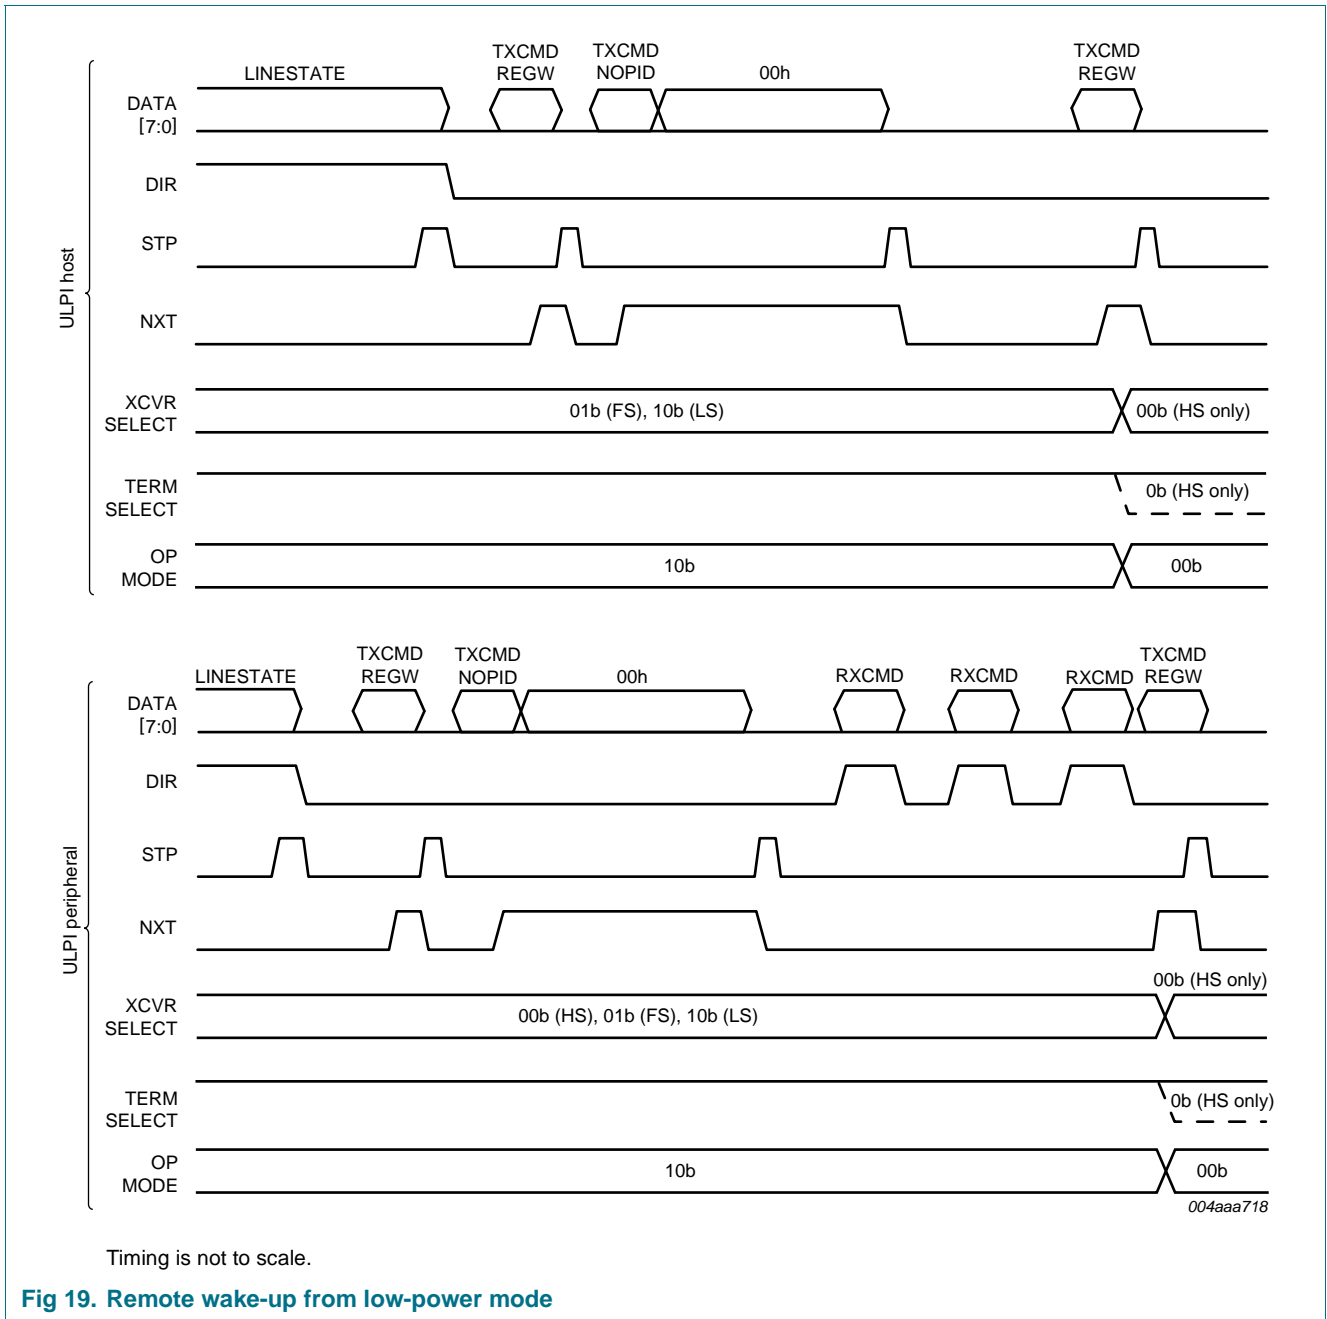 TXCMD
REGW
TXCMD
NOPID
TXCMD
REGW
LINESTATE
00h
DATA
[7:0]
DIR
STP
ULPI host
NXT
XCVR
SELECT
01b (FS), 10b (LS)
00b (HS only)
TERM
SELECT
0b (HS only)
OP
MODE
10b
00b
LINESTATE
TXCMD
REGW
TXCMD
NOPID
00h
RXCMD
RXCMD
RXCMD
TXCMD
REGW
DATA
[7:0]
DIR
STP
ULPI peripheral
NXT
00b (HS only)
XCVR
SELECT
00b (HS), 01b (FS), 10b (LS)
TERM
SELECT
0b (HS only)
OP
MODE
10b
00b
004aaa718
Timing is not to scale.
Fig 19. Remote wake-up from low-power mode